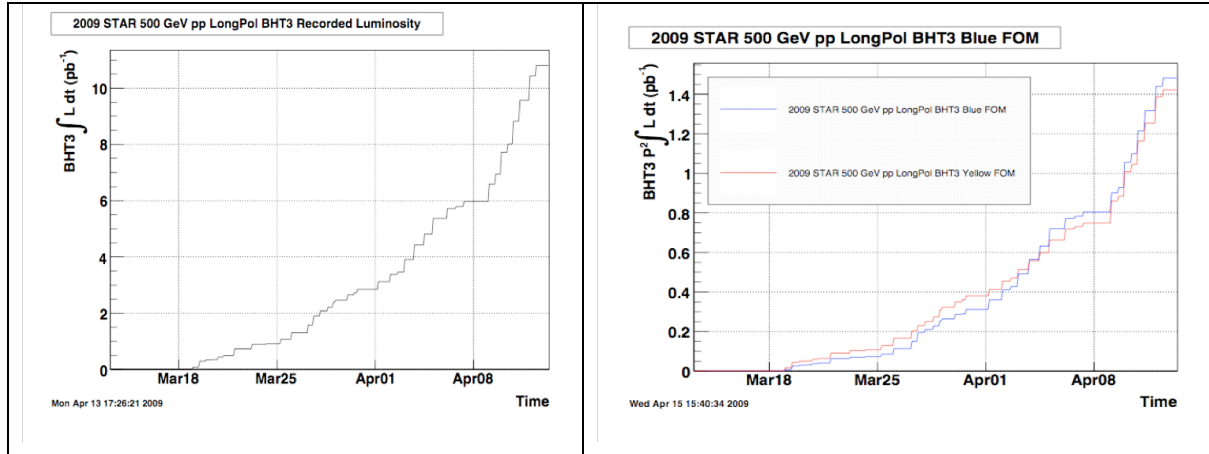 2009 STAR 500 GeV pp LongPol BHT3 Recorded Luminosity
BHT3 ∫ L dt (pb⁻¹)
10
8
6
4
2
0
Mar18 Mar25 Apr01 Apr08
Time
Mon Apr 13 17:26:21 2009
2009 STAR 500 GeV pp LongPol BHT3 Blue FOM
BHT3 P²∫ L dt (pb⁻¹)
2009 STAR 500 GeV pp LongPol BHT3 Blue FOM
2009 STAR 500 GeV pp LongPol BHT3 Yellow FOM
1.4
1.2
1
0.8
0.6
0.4
0.2
0
Mar18 Mar25 Apr01 Apr08
Time
Wed Apr 15 15:40:34 2009